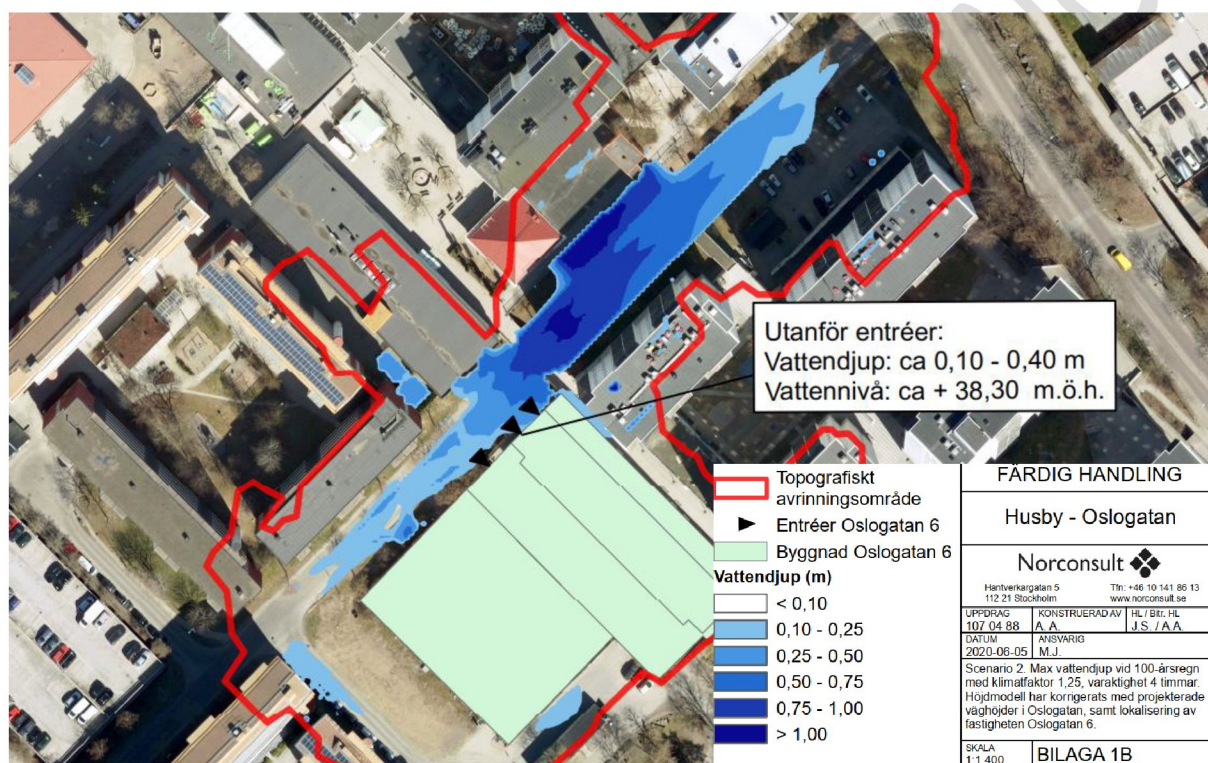 Utanför entréer:
Vattendjup: ca 0,10 - 0,40 m
Vattennivå: ca + 38,30 m.ö.h.
Topografiskt
avrinningsområde
Entréer Oslogatan 6
Byggnad Oslogatan 6
Vattendjup (m)
< 0,10
0,10 - 0,25
0,25 - 0,50
0,50 - 0,75
0,75 - 1,00
> 1,00
FÄRDIG HANDLING
Husby - Oslogatan
Norconsult
Hantverkargatan 5 Tfn: +46 10 141 86 13
112 21 Stockholm www.norconsult.se
UPPDRAG KONSTRUERAD AV HL / Bitr. HL
107 04 88 A. A. J.S. / A.A.
DATUM ANSVARIG
2020-06-05 M.J.
Scenario 2. Max vattendjup vid 100-årsregn
med klimatfaktor 1,25, varaktighet 4 timmar.
Höjdmodell har korrigerats med projekterade
väghöjder i Oslogatan, samt lokalisering av
fastigheten Oslogatan 6.
SKALA
1:1 400 BILAGA 1B